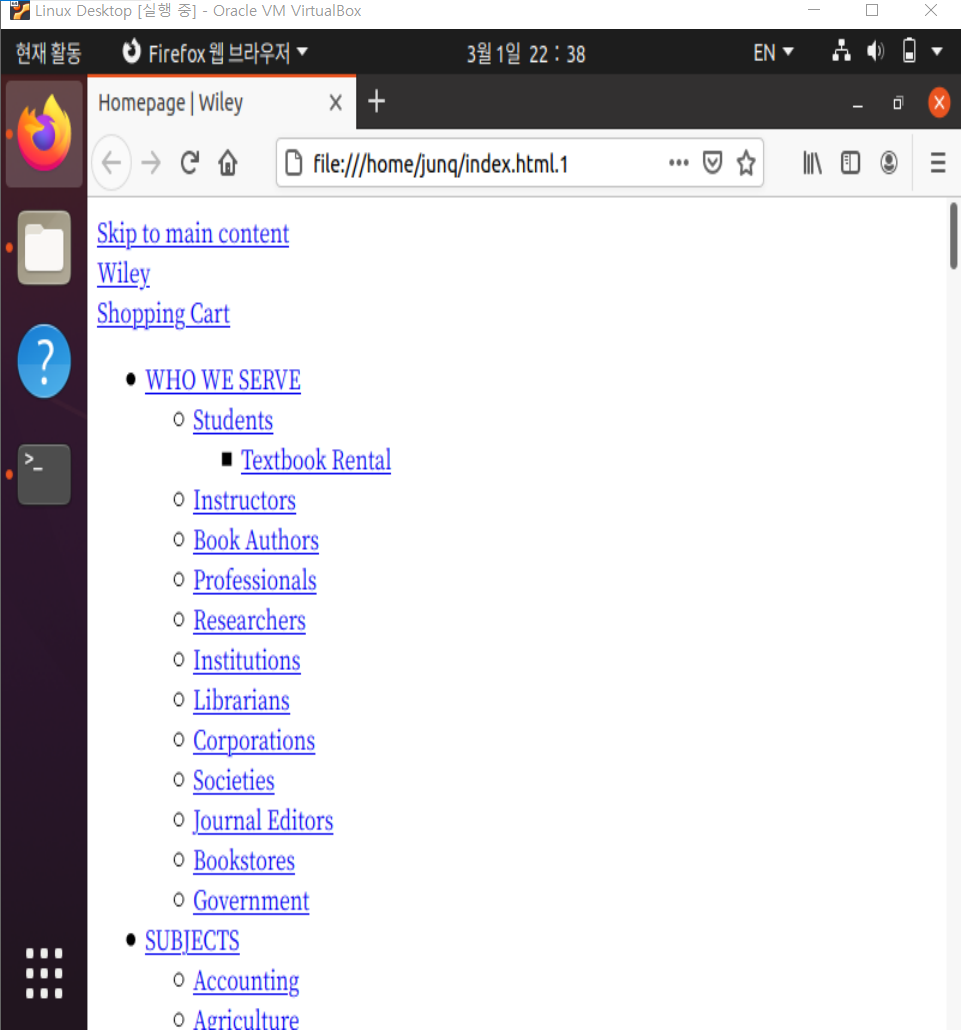 Linux Desktop [실행 중] - Oracle VM VirtualBox
현재 활동 Firefox 웹 브라우저 3월 1일 22 : 38 EN
Homepage | Wiley
file:///home/junq/index.html.1
Skip to main content
Wiley
Shopping Cart
WHO WE SERVE
Students
Textbook Rental
Instructors
Book Authors
Professionals
Researchers
Institutions
Librarians
Corporations
Societies
Journal Editors
Bookstores
Government
SUBJECTS
Accounting
Agriculture